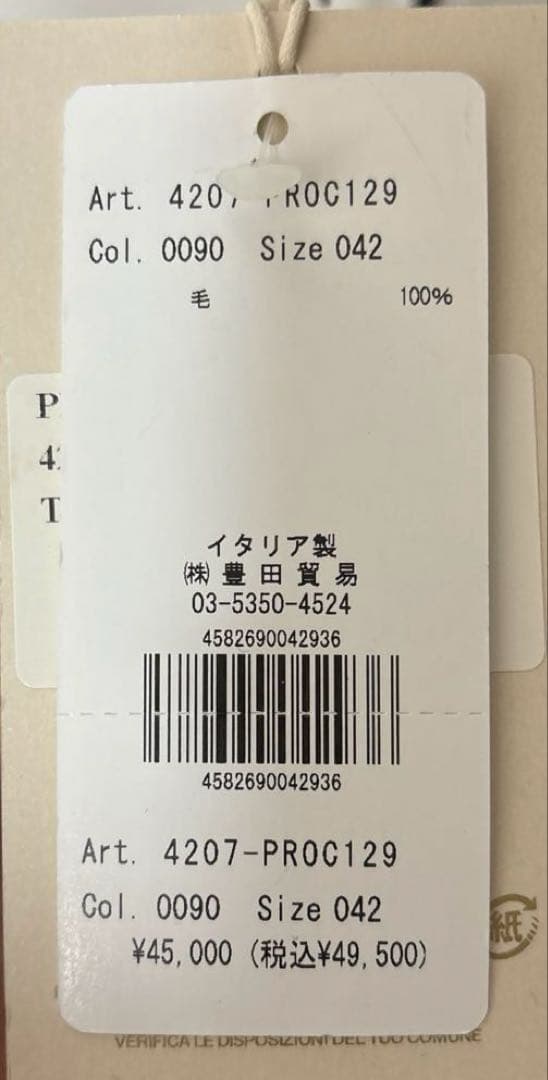 Art. 4207-PROC129
Col. 0090 Size 042
毛 100%
P
4
T
イタリア製
㈱ 豊田貿易
03-5350-4524
4582690042936
4582690042936
Art. 4207-PROC129
Col. 0090 Size 042
¥45,000 (税込¥49,500)
紙
VERIFICA LE DISPOSIZIONI DEL TUO COMUNE